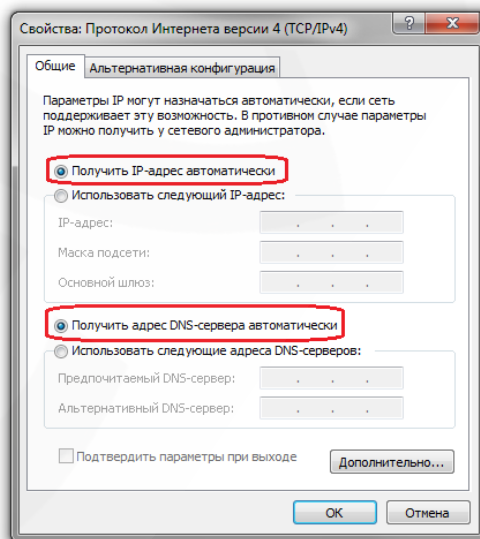 Свойства: Протокол Интернета версии 4 (TCP/IPv4)
Общие
Альтернативная конфигурация
Параметры IP могут назначаться автоматически, если сеть
поддерживает эту возможность. В противном случае параметры
IP можно получить у сетевого администратора.
Получить IP-адрес автоматически
Использовать следующий IP-адрес:
IP-адрес:
Маска подсети:
Основной шлюз:
Получить адрес DNS-сервера автоматически
Использовать следующие адреса DNS-серверов:
Предпочитаемый DNS-сервер:
Альтернативный DNS-сервер:
Подтвердить параметры при выходе
Дополнительно...
ОК
Отмена